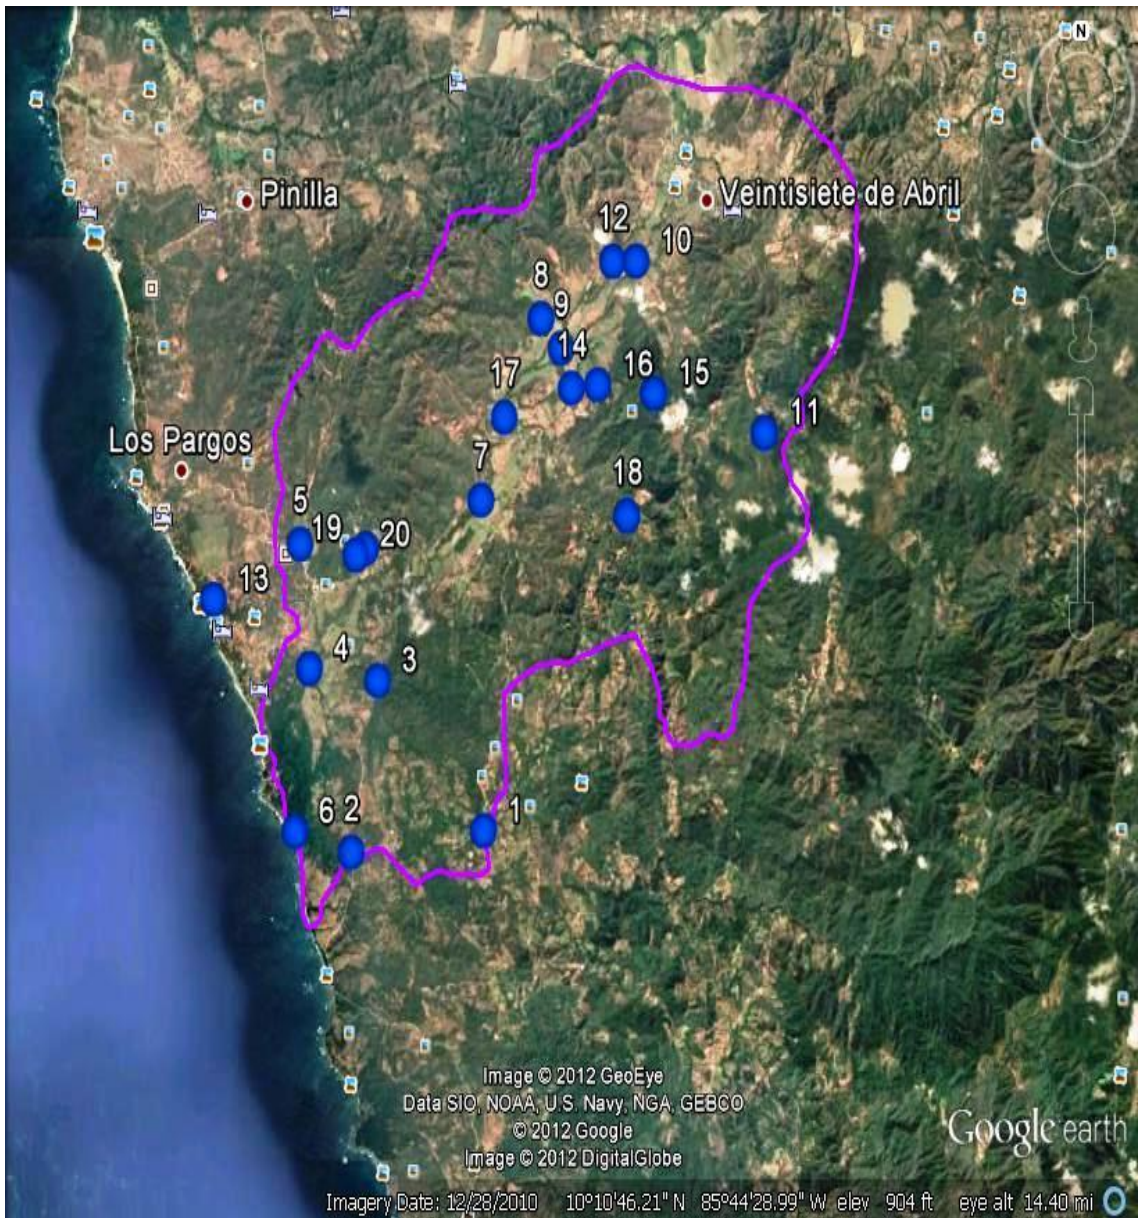 N
Pinilla
Veintisiete de Abril
12
10
8
9
14
17
16
15
Los Pargos
11
7
18
5
19
20
13
4
3
6
2
1
Image © 2012 GeoEye
Data SIO, NOAA, U.S. Navy, NGA, GEBCO
© 2012 Google
Image © 2012 DigitalGlobe
Google earth
Imagery Date: 12/28/2010 10°10'46.21" N 85°44'28.99" W elev 904 ft eye alt 14.40 mi